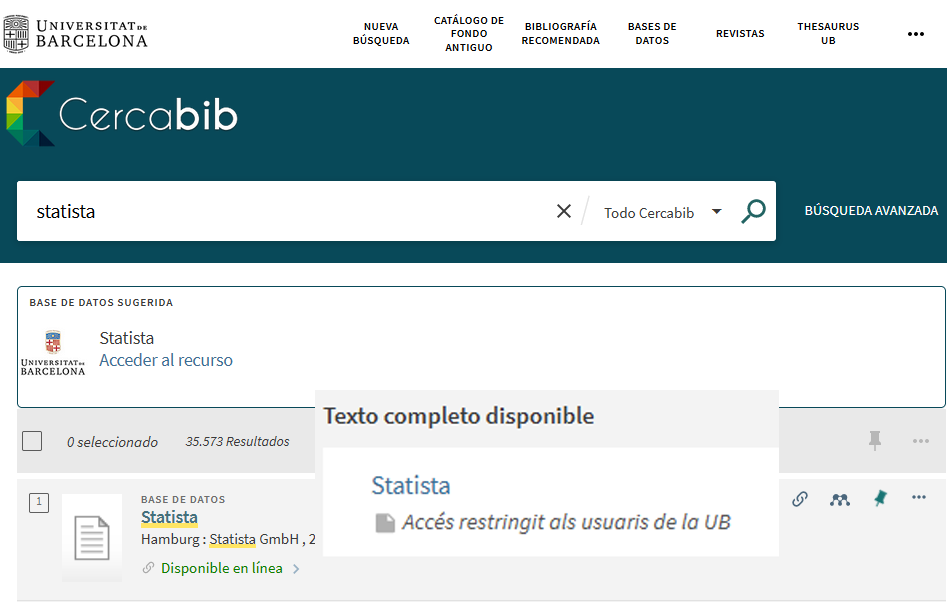 UNIVERSITAT DE
BARCELONA
NUEVA
BÚSQUEDA
CATÁLOGO DE
FONDO
ANTIGUO
BIBLIOGRAFÍA
RECOMENDADA
BASES DE
DATOS
REVISTAS
THESAURUS
UB
Cercabib
statista
Todo Cercabib
BÚSQUEDA AVANZADA
BASE DE DATOS SUGERIDA
Statista
Acceder al recurso
UNIVERSITAT DE
BARCELONA
Texto completo disponible
0 seleccionado
35.573 Resultados
Statista
Accés restringit als usuaris de la UB
1
BASE DE DATOS
Statista
Hamburg : Statista GmbH , 2
Disponible en línea